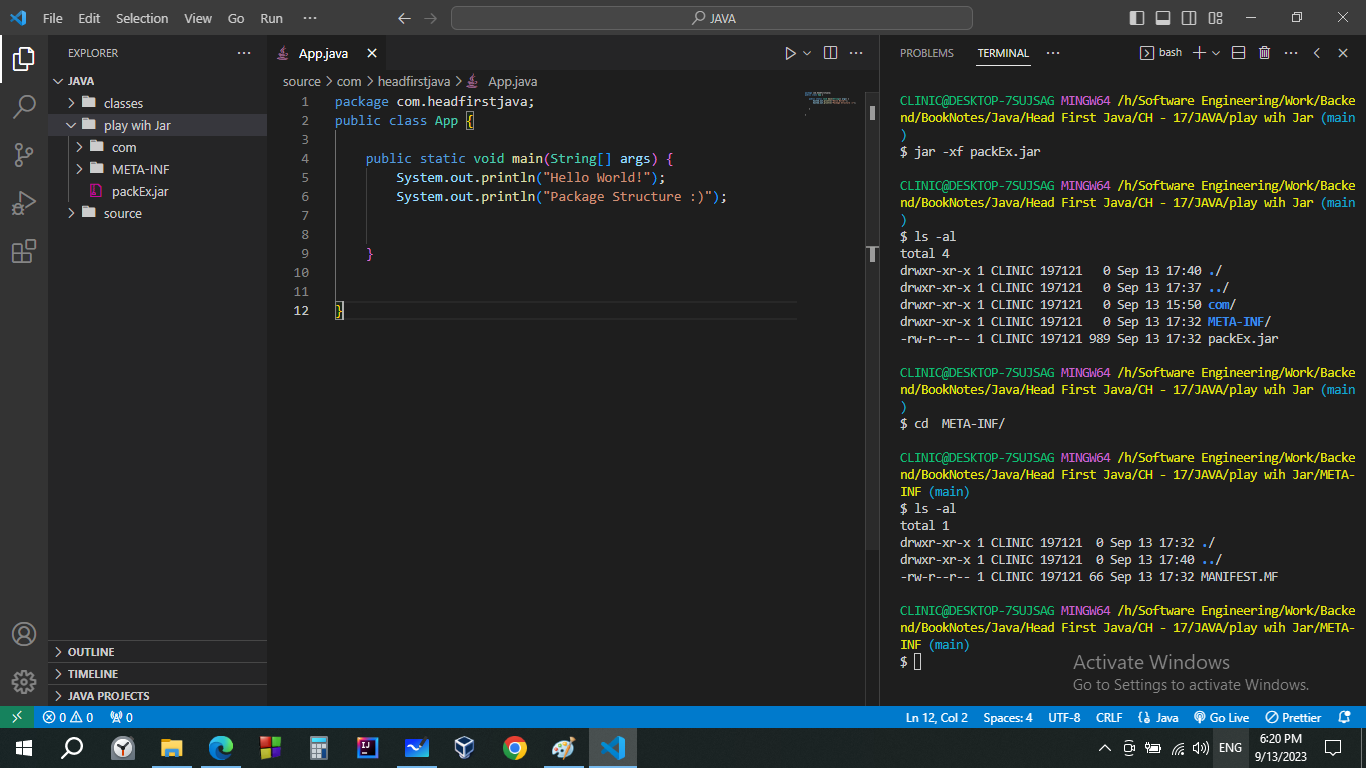 File Edit Selection View Go Run ··· JAVA
EXPLORER ···
JAVA
classes
play wih Jar
com
META-INF
packEx.jar
source
OUTLINE
TIMELINE
JAVA PROJECTS
App.java
source > com > headfirstjava > App.java
1 package com.headfirstjava;
2 public class App {
3
4 public static void main(String[] args) {
5 System.out.println("Hello World!");
6 System.out.println("Package Structure :)");
7
8
9 }
10
11
12 }
PROBLEMS TERMINAL ··· bash
CLINIC@DESKTOP-7SUJSAG MINGW64 /h/Software Engineering/Work/Backe
nd/BookNotes/Java/Head First Java/CH - 17/JAVA/play wih Jar (main
)
$ jar -xf packEx.jar
CLINIC@DESKTOP-7SUJSAG MINGW64 /h/Software Engineering/Work/Backe
nd/BookNotes/Java/Head First Java/CH - 17/JAVA/play wih Jar (main
)
$ ls -al
total 4
drwxr-xr-x 1 CLINIC 197121   0 Sep 13 17:40 ./
drwxr-xr-x 1 CLINIC 197121   0 Sep 13 17:37 ../
drwxr-xr-x 1 CLINIC 197121   0 Sep 13 15:50 com/
drwxr-xr-x 1 CLINIC 197121   0 Sep 13 17:32 META-INF/
-rw-r--r-- 1 CLINIC 197121 989 Sep 13 17:32 packEx.jar
CLINIC@DESKTOP-7SUJSAG MINGW64 /h/Software Engineering/Work/Backe
nd/BookNotes/Java/Head First Java/CH - 17/JAVA/play wih Jar (main
)
$ cd  META-INF/
CLINIC@DESKTOP-7SUJSAG MINGW64 /h/Software Engineering/Work/Backe
nd/BookNotes/Java/Head First Java/CH - 17/JAVA/play wih Jar/META-
INF (main)
$ ls -al
total 1
drwxr-xr-x 1 CLINIC 197121  0 Sep 13 17:32 ./
drwxr-xr-x 1 CLINIC 197121  0 Sep 13 17:40 ../
-rw-r--r-- 1 CLINIC 197121 66 Sep 13 17:32 MANIFEST.MF
CLINIC@DESKTOP-7SUJSAG MINGW64 /h/Software Engineering/Work/Backe
nd/BookNotes/Java/Head First Java/CH - 17/JAVA/play wih Jar/META-
INF (main)
$
Activate Windows
Go to Settings to activate Windows.
0 0 0 Ln 12, Col 2 Spaces: 4 UTF-8 CRLF {} Java Go Live Prettier
ENG 6:20 PM
9/13/2023